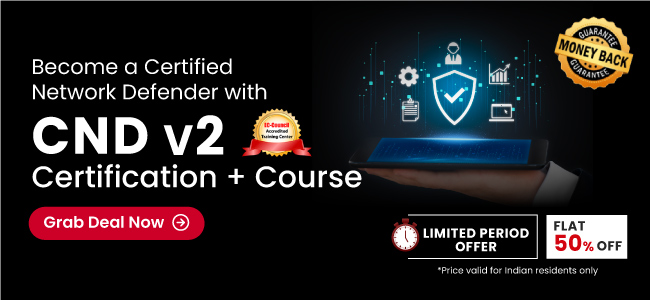 Become a Certified
Network Defender with
CND v2
EC-Council
Accredited
Training Center
Certification + Course
Grab Deal Now
GUARANTEE
MONEY BACK
GUARANTEE
LIMITED PERIOD
OFFER
FLAT
50% OFF
*Price valid for Indian residents only